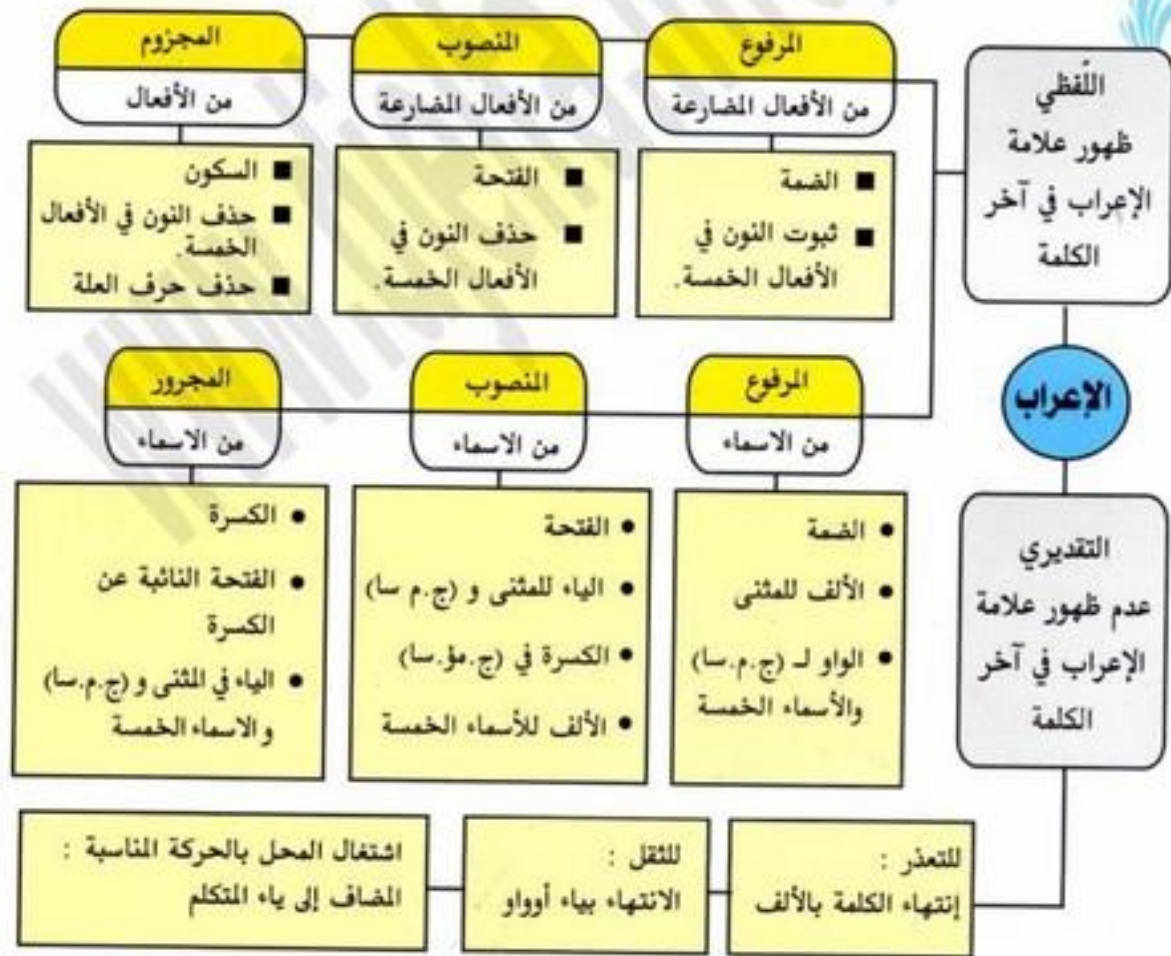 اللّفظي
ظهور علامة
الإعراب في آخر
الكلمة
المرفوع
من الأفعال المضارعة
■ الضمة
■ ثبوت النون في
الأفعال الخمسة.
المنصوب
من الأفعال المضارعة
■ الفتحة
■ حذف النون في
الأفعال الخمسة.
المجزوم
من الأفعال
■ السكون
■ حذف النون في الأفعال
الخمسة.
■ حذف حرف العلة
الإعراب
المرفوع
من الاسماء
• الضمة
• الألف للمثنى
• الواو لـ (ج.م.سا)
والأسماء الخمسة
المنصوب
من الاسماء
• الفتحة
• الياء للمثنى و (ج.م سا)
• الكسرة في (ج.مؤ.سا)
• الألف للأسماء الخمسة
المجرور
من الاسماء
• الكسرة
• الفتحة النائبة عن
الكسرة
• الياء في المثنى و (ج.م.سا)
و الاسماء الخمسة
التقديري
عدم ظهور علامة
الإعراب في آخر
الكلمة
للتعذر :
إنتهاء الكلمة بالألف
للثقل :
الانتهاء بياء أوواو
اشتغال المحل بالحركة المناسبة :
المضاف إلى ياء المتكلم